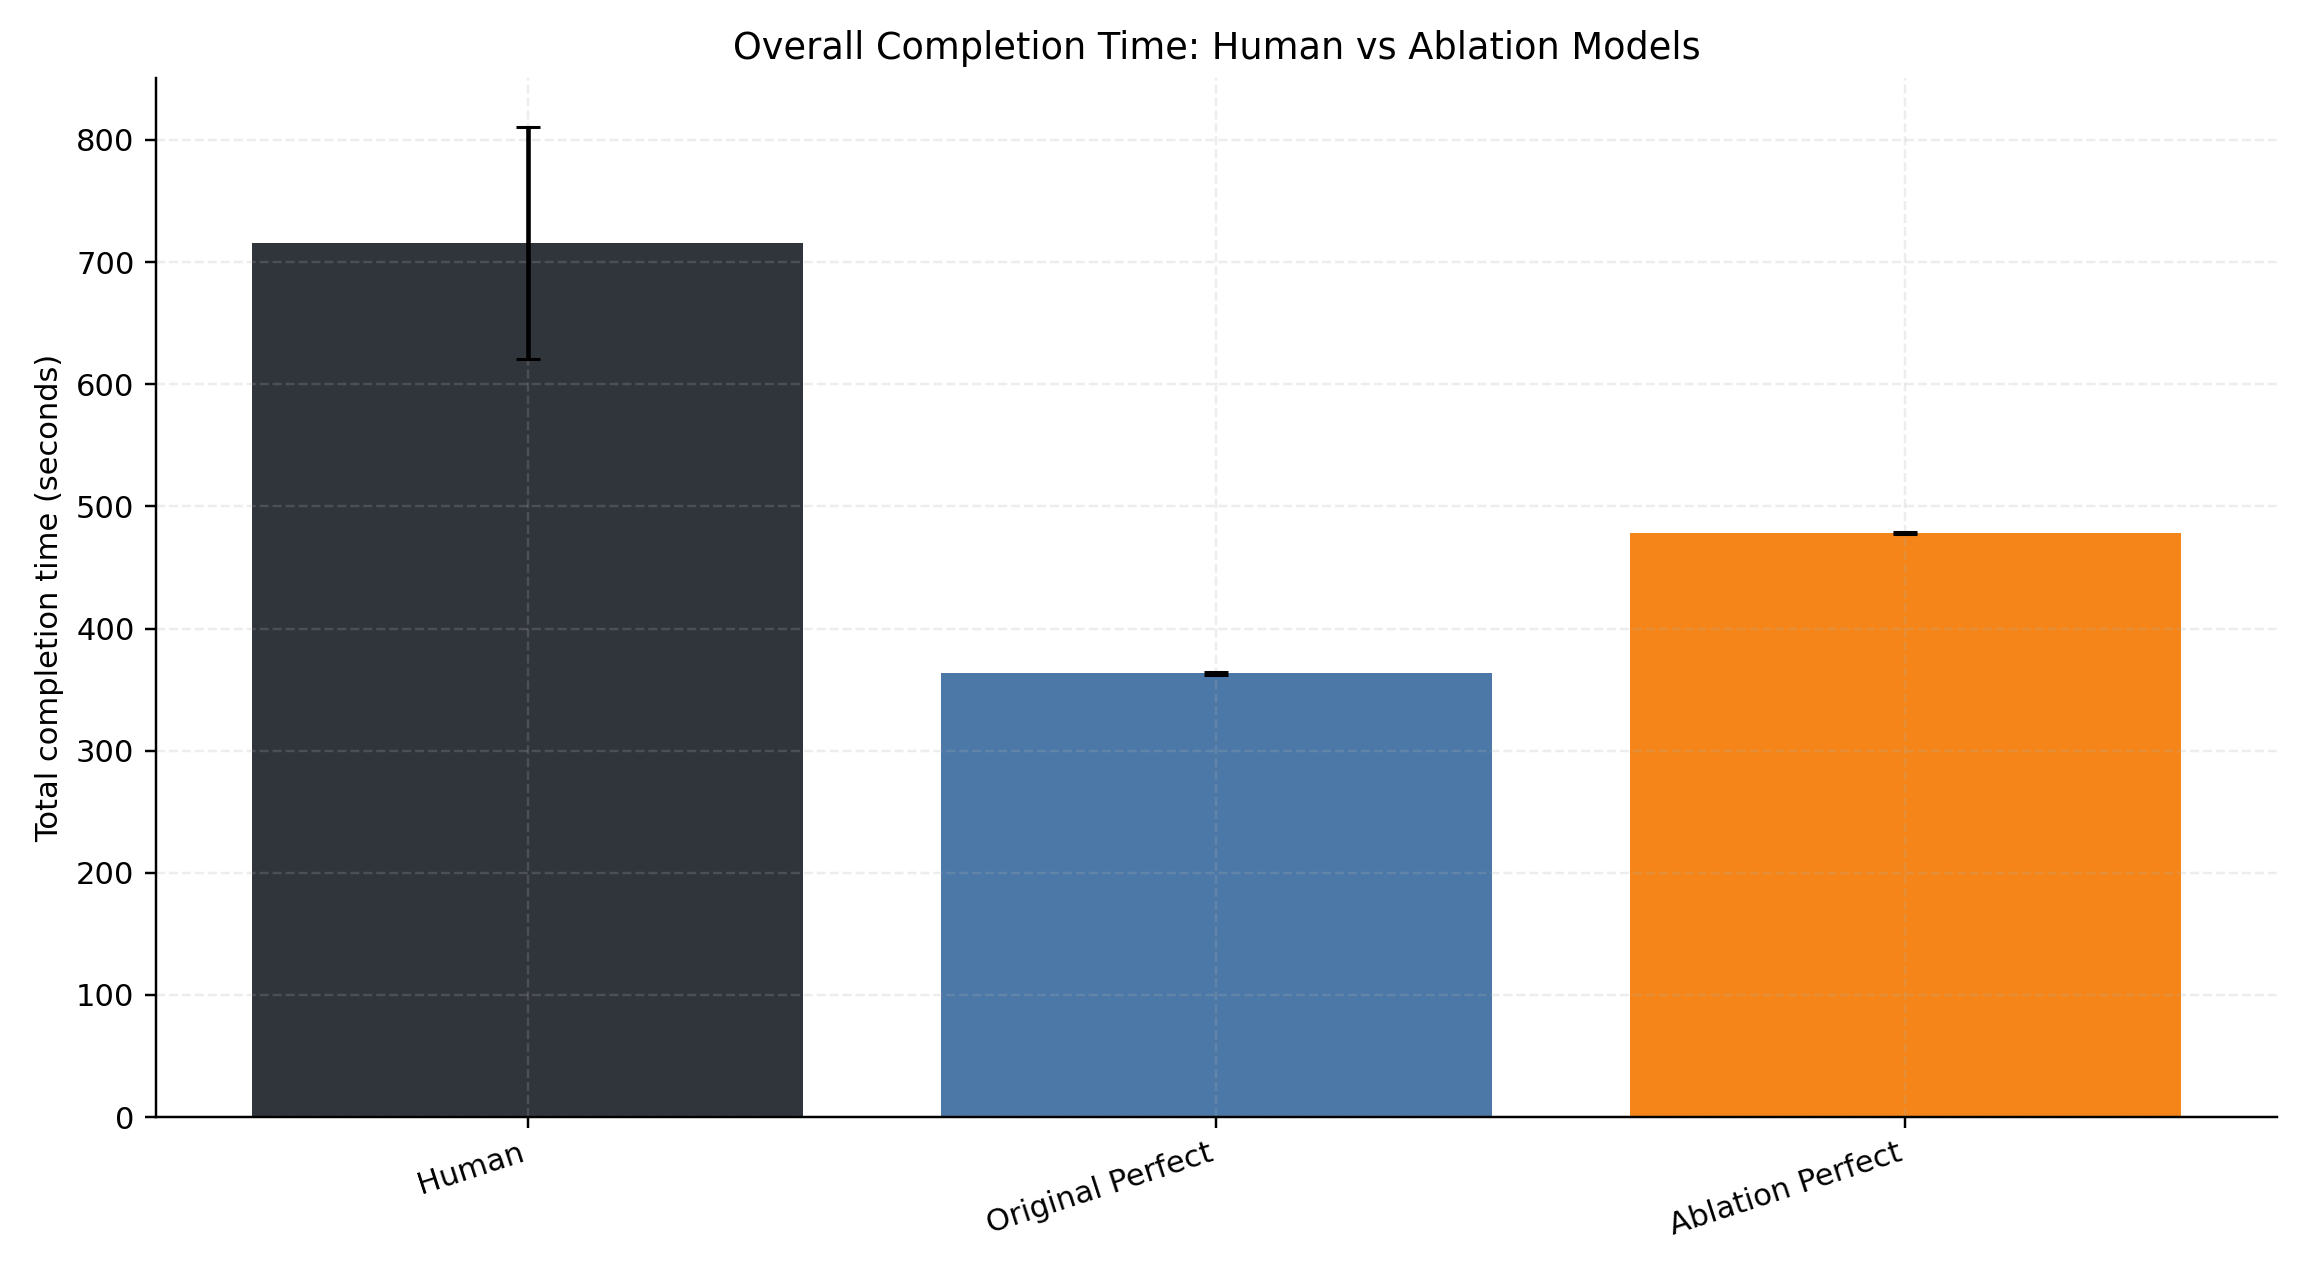 Overall Completion Time: Human vs Ablation Models
Total completion time (seconds)
800
700
600
500
400
300
200
100
0
Human
Original Perfect
Ablation Perfect